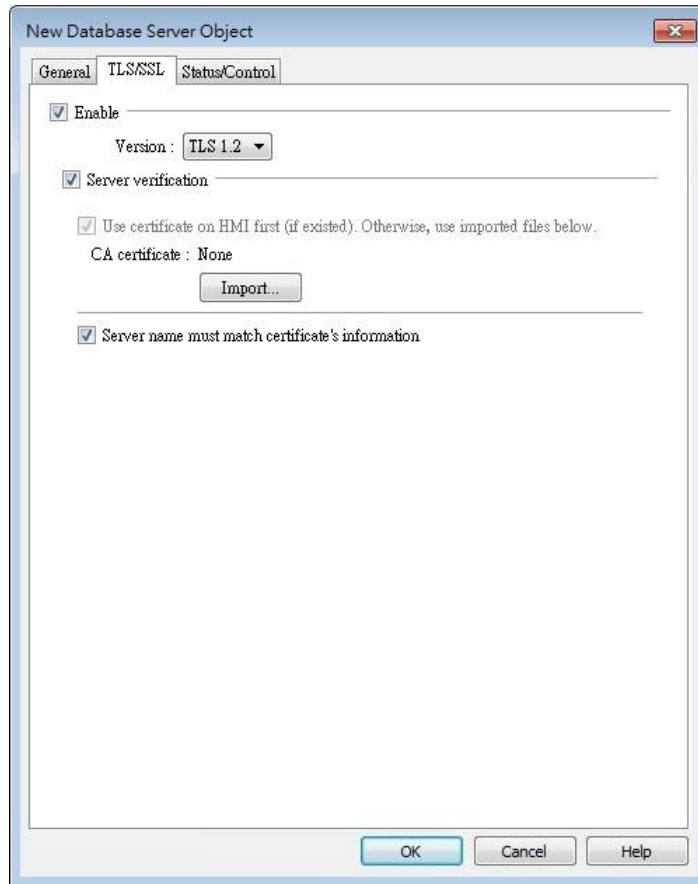 New Database Server Object
General TLS/SSL Status/Control
Enable
Version : TLS 1.2
Server verification
Use certificate on HMI first (if existed). Otherwise, use imported files below.
CA certificate : None
Import...
Server name must match certificate's information
OK Cancel Help